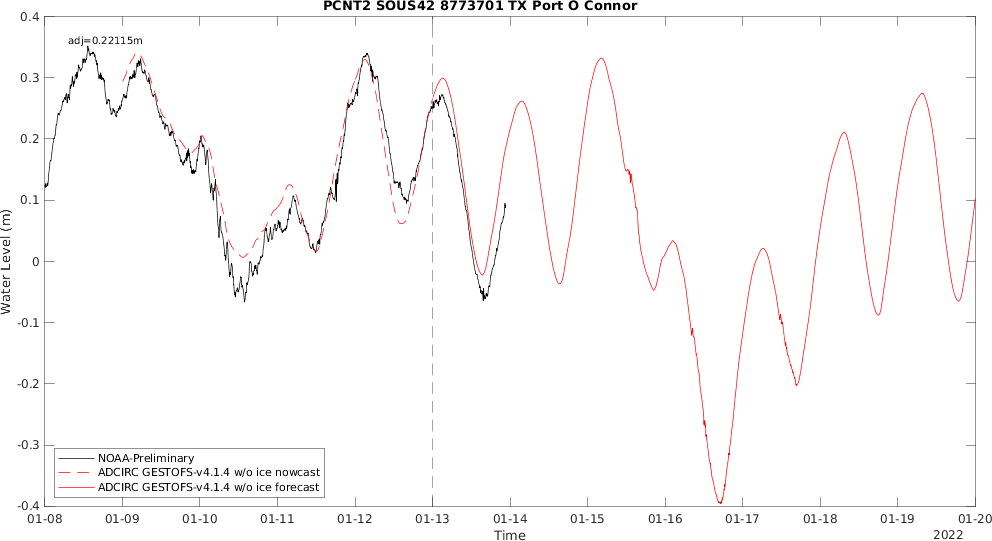 PCNT2 SOUS42 8773701 TX Port O Connor
adj=0.22115m
0.4
0.3
0.2
0.1
0
-0.1
-0.2
-0.3
-0.4
Water Level (m)
NOAA-Preliminary
ADCIRC GESTOFS-v4.1.4 w/o ice nowcast
ADCIRC GESTOFS-v4.1.4 w/o ice forecast
01-08 01-09 01-10 01-11 01-12 01-13 01-14 01-15 01-16 01-17 01-18 01-19 01-20
Time
2022